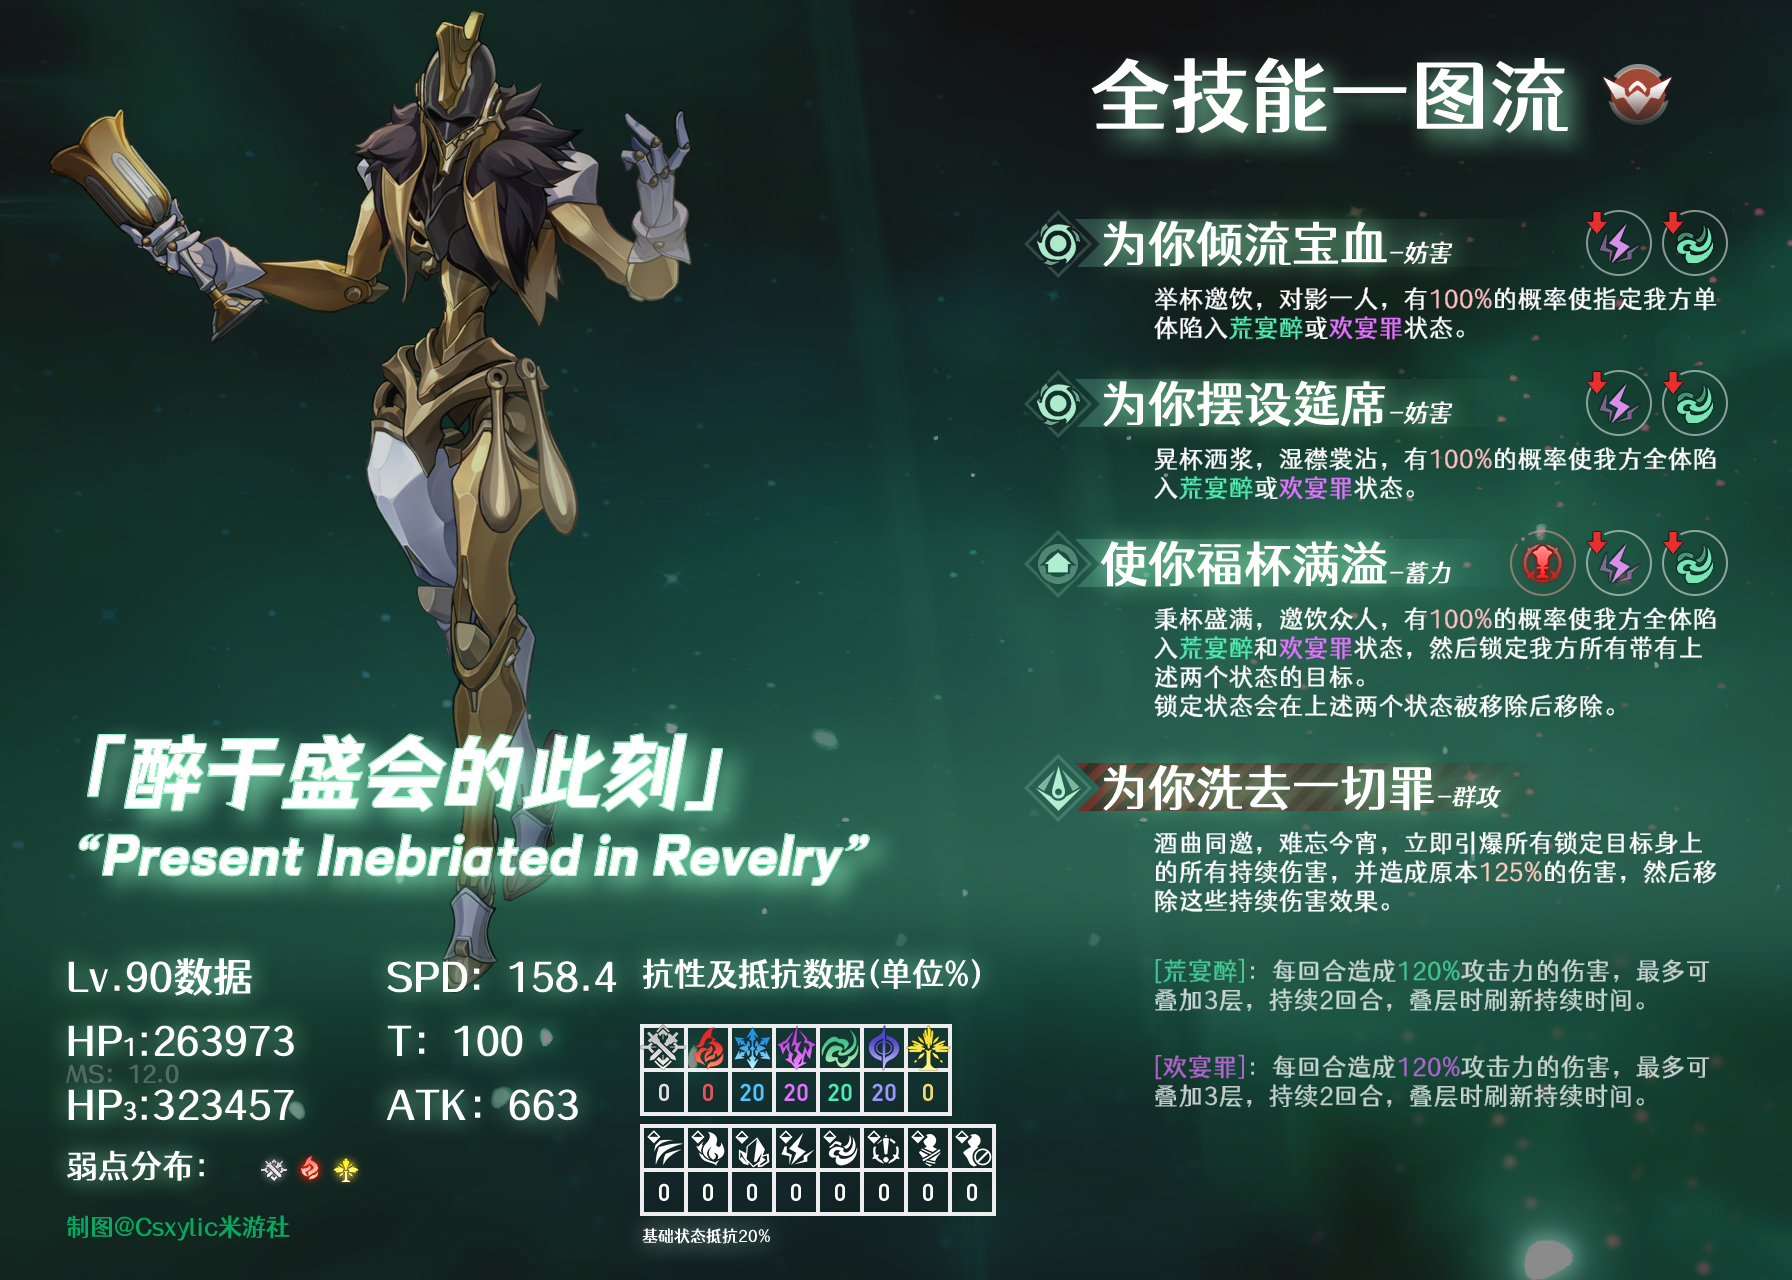 全技能一图流
为你倾流宝血-妨害
举杯邀饮，对影一人，有100%的概率使指定我方单
体陷入荒宴醉或欢宴罪状态。
为你摆设筵席-妨害
晃杯洒浆，湿襟裳沾，有100%的概率使我方全体陷
入荒宴醉或欢宴罪状态。
使你福杯满溢-蓄力
秉杯盛满，邀饮众人，有100%的概率使我方全体陷
入荒宴醉和欢宴罪状态，然后锁定我方所有带有上
述两个状态的目标。
锁定状态会在上述两个状态被移除后移除。
为你洗去一切罪-群攻
酒曲同邀，难忘今宵，立即引爆所有锁定目标身上
的所有持续伤害，并造成原本125%的伤害，然后移
除这些持续伤害效果。
[荒宴醉]：每回合造成120%攻击力的伤害，最多可
叠加3层，持续2回合，叠层时刷新持续时间。
[欢宴罪]：每回合造成120%攻击力的伤害，最多可
叠加3层，持续2回合，叠层时刷新持续时间。
「醉于盛会的此刻」
“Present Inebriated in Revelry”
Lv.90数据
SPD：158.4
HP1:263973
T：100
MS：12.0
HP3:323457
ATK：663
弱点分布：
制图@Csxylic米游社
抗性及抵抗数据(单位%)
0 0 20 20 20 20 0
0 0 0 0 0 0 0 0
基础状态抵抗20%